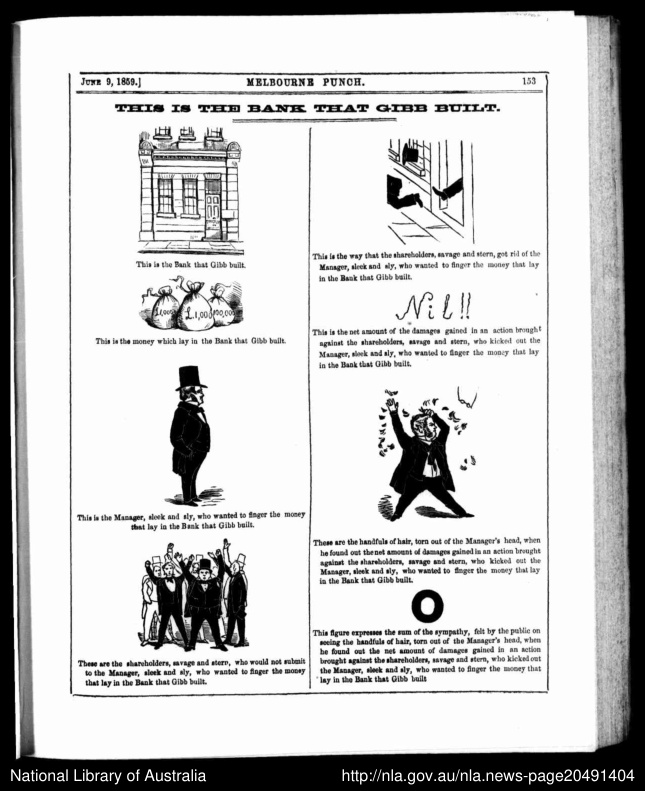 JUNE 9, 1859.]
MELBOURNE PUNCH.
153
THIS IS THE BANK THAT GIBB BUILT.
This is the Bank that Gibb built.
£1,000
£1,000
100,000
This is the money which lay in the Bank that Gibb built.
This is the Manager, sleek and sly, who wanted to finger the money
that lay in the Bank that Gibb built.
These are the shareholders, savage and stern, who would not submit
to the Manager, sleek and sly, who wanted to finger the money
that lay in the Bank that Gibb built.
This is the way that the shareholders, savage and stern, got rid of the
Manager, sleek and sly, who wanted to finger the money that lay
in the Bank that Gibb built.
Nil!!
This is the net amount of the damages gained in an action brought
against the shareholders, savage and stern, who kicked out the
Manager, sleek and sly, who wanted to finger the money that lay
in the Bank that Gibb built.
These are the handfuls of hair, torn out of the Manager's head, when
he found out the net amount of damages gained in an action brought
against the shareholders, savage and stern, who kicked out the
Manager, sleek and sly, who wanted to finger the money that lay
in the Bank that Gibb built.
O
This figure expresses the sum of the sympathy, felt by the public on
seeing the handfuls of hair, torn out of the Manager's head, when
he found out the net amount of damages gained in an action
brought against the shareholders, savage and stern, who kicked out
the Manager, sleek and sly, who wanted to finger the money that
lay in the Bank that Gibb built
National Library of Australia
http://nla.gov.au/nla.news-page20491404